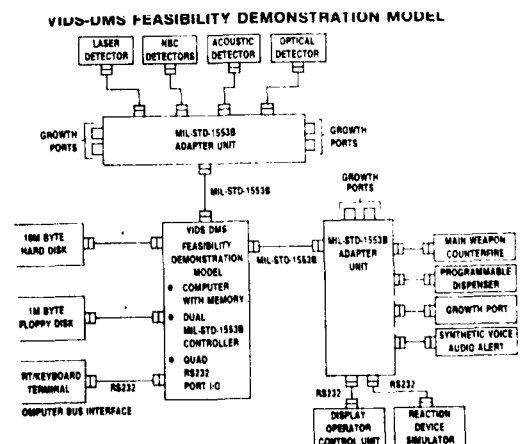 VIDS-DMS FEASIBILITY DEMONSTRATION MODEL
LASER
DETECTOR
NBC
DETECTORS
ACOUSTIC
DETECTOR
OPTICAL
DETECTOR
GROWTH
PORTS
MIL-STD-1553B
ADAPTER UNIT
GROWTH
PORTS
MIL-STD-1553B
GROWTH
PORTS
BYTE
HARD DISK
VIDS DMS
FEASIBILITY
DEMONSTRATION
MODEL
• COMPUTER
WITH MEMORY
• DUAL
MIL-STD-1553B
CONTROLLER
• QUAD
RS232
PORT I-O
MIL-STD-1553B
MIL-STD-1553B
ADAPTER
UNIT
MAIN WEAPON
COUNTERFIRE
PROGRAMMABLE
DISPENSER
GROWTH PORT
SYNTHETIC VOICE
AUDIO ALERT
1M BYTE
FLOPPY DISK
RT/KEYBOARD
TERMINAL
RS232
OMPUTER BUS INTERFACE
RS232
RS232
DISPLAY
OPERATOR
CONTROL UNIT
REACTION
DEVICE
SIMULATOR